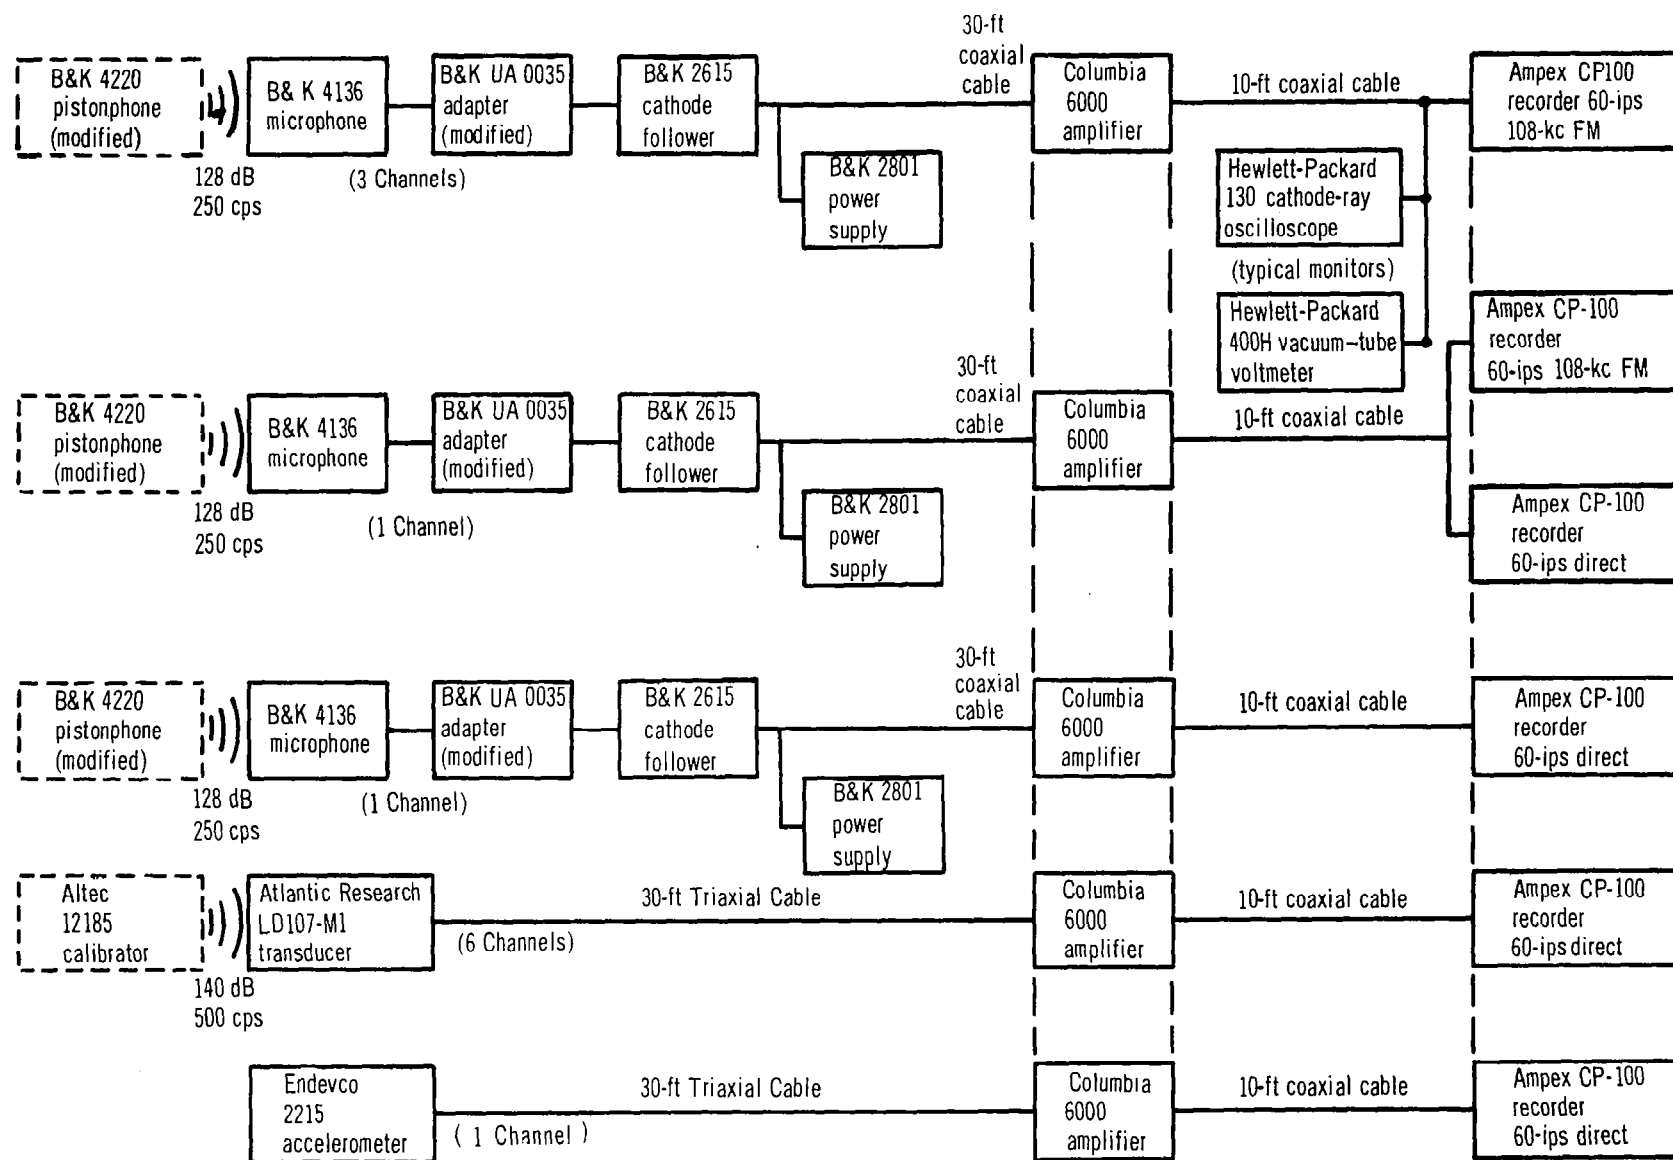 B&K 4220
pistonphone
(modified)
128 dB
250 cps
B& K 4136
microphone
(3 Channels)
B&K UA 0035
adapter
(modified)
B&K 2615
cathode
follower
B&K 2801
power
supply
30-ft
coaxial
cable
Columbia
6000
amplifier
10-ft coaxial cable
Hewlett-Packard
130 cathode-ray
oscilloscope
(typical monitors)
Hewlett-Packard
400H vacuum-tube
voltmeter
Ampex CP100
recorder 60-ips
108-kc FM
B&K 4220
pistonphone
(modified)
128 dB
250 cps
B&K 4136
microphone
(1 Channel)
B&K UA 0035
adapter
(modified)
B&K 2615
cathode
follower
B&K 2801
power
supply
30-ft
coaxial
cable
Columbia
6000
amplifier
10-ft coaxial cable
Ampex CP-100
recorder
60-ips 108-kc FM
Ampex CP-100
recorder
60-ips direct
B&K 4220
pistonphone
(modified)
128 dB
250 cps
B&K 4136
microphone
(1 Channel)
B&K UA 0035
adapter
(modified)
B&K 2615
cathode
follower
B&K 2801
power
supply
30-ft
coaxial
cable
Columbia
6000
amplifier
10-ft coaxial cable
Ampex CP-100
recorder
60-ips direct
Altec
12185
calibrator
140 dB
500 cps
Atlantic Research
LD107-M1
transducer
(6 Channels)
30-ft Triaxial Cable
Columbia
6000
amplifier
10-ft coaxial cable
Ampex CP-100
recorder
60-ips direct
Endevco
2215
accelerometer
( 1 Channel )
30-ft Triaxial Cable
Columbia
6000
amplifier
10-ft coaxial cable
Ampex CP-100
recorder
60-ips direct